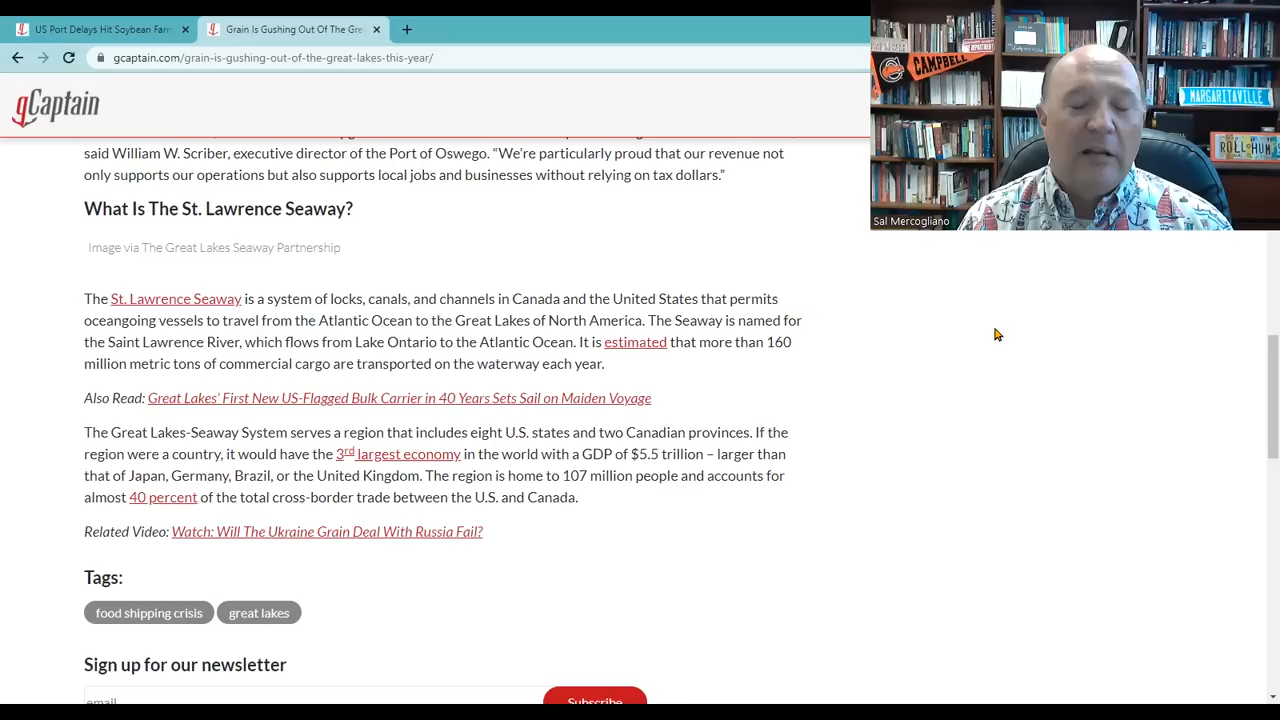 US Port Delays Hit Soybean Farm
Grain Is Gushing Out Of The Gre
gcaptain.com/grain-is-gushing-out-of-the-great-lakes-this-year/
gCaptain
CAMPBELL
MARGARITAVILLE
Sal Mercogliano
said William W. Scriber, executive director of the Port of Oswego. “We’re particularly proud that our revenue not
only supports our operations but also supports local jobs and businesses without relying on tax dollars.”
What Is The St. Lawrence Seaway?
Image via The Great Lakes Seaway Partnership
The St. Lawrence Seaway is a system of locks, canals, and channels in Canada and the United States that permits
oceangoing vessels to travel from the Atlantic Ocean to the Great Lakes of North America. The Seaway is named for
the Saint Lawrence River, which flows from Lake Ontario to the Atlantic Ocean. It is estimated that more than 160
million metric tons of commercial cargo are transported on the waterway each year.
Also Read: Great Lakes’ First New US-Flagged Bulk Carrier in 40 Years Sets Sail on Maiden Voyage
The Great Lakes-Seaway System serves a region that includes eight U.S. states and two Canadian provinces. If the
region were a country, it would have the 3rd largest economy in the world with a GDP of $5.5 trillion – larger than
that of Japan, Germany, Brazil, or the United Kingdom. The region is home to 107 million people and accounts for
almost 40 percent of the total cross-border trade between the U.S. and Canada.
Related Video: Watch: Will The Ukraine Grain Deal With Russia Fail?
Tags:
food shipping crisis
great lakes
Sign up for our newsletter
email
Subscribe